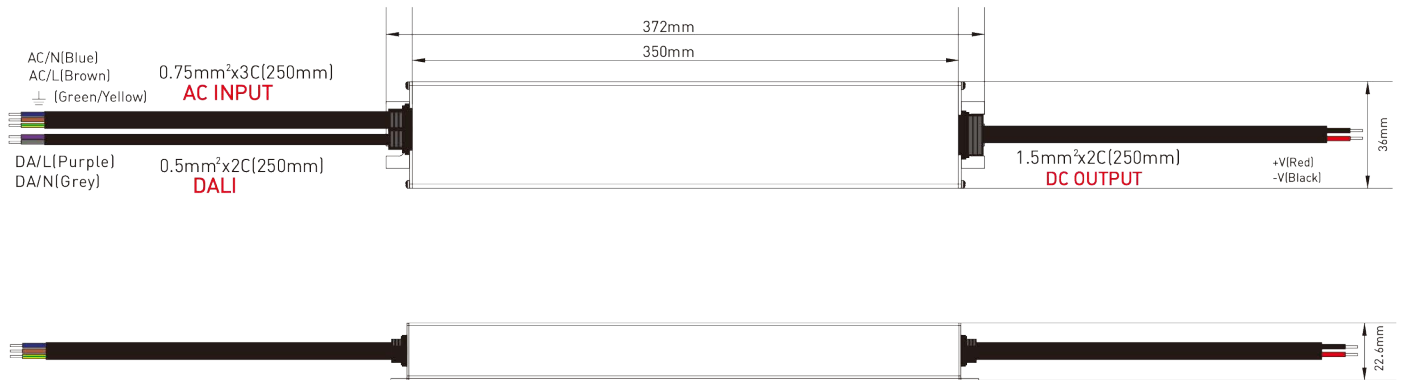 372mm
350mm
AC/N(Blue)
AC/L(Brown)
(Green/Yellow)
0.75mm²x3C(250mm)
AC INPUT
DA/L(Purple)
DA/N(Grey)
0.5mm²x2C(250mm)
DALI
1.5mm²x2C(250mm)
DC OUTPUT
+V(Red)
-V(Black)
36mm
22.6mm